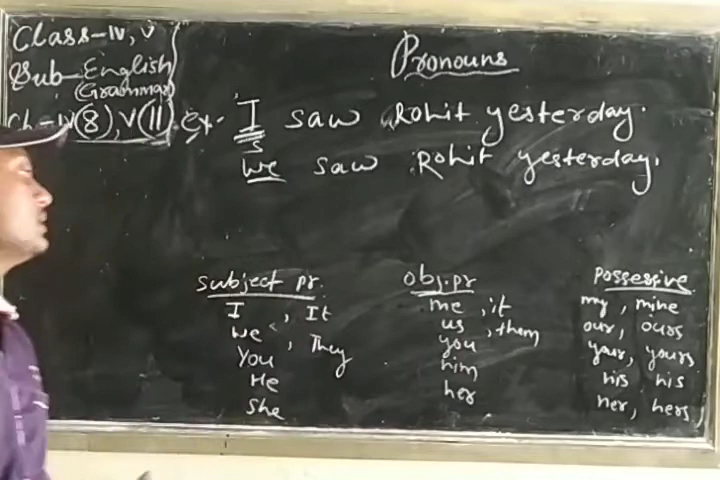 Class-IV, V
Sub-English
(Grammar)
Ch-IV(8), V(11)
Pronouns
Ex- I saw Rohit yesterday.
S
We saw Rohit yesterday.
Subject pr.
I, It
We, They
You
He
She
obj.pr
me, it
us, them
you
him
her
Possessive
my, mine
our, ours
your, yours
his his
her, hers,